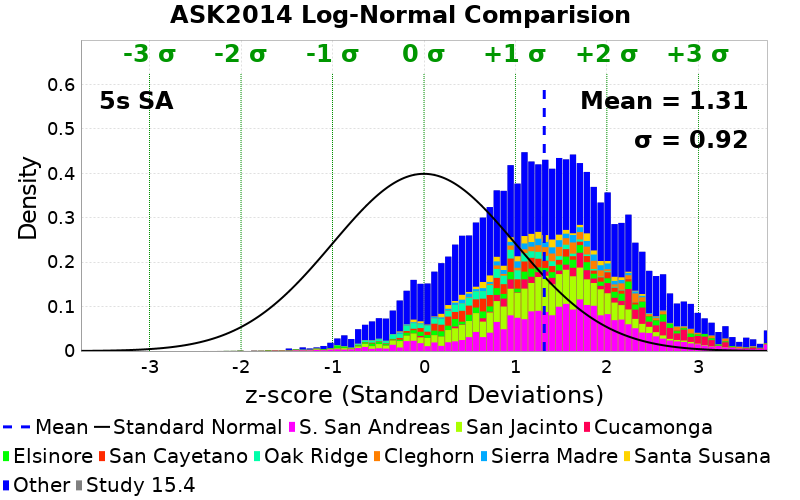 ASK2014 Log-Normal Comparision
-3 σ -2 σ -1 σ 0 σ +1 σ +2 σ +3 σ
5s SA
Mean = 1.31
σ = 0.92
Density
0.6
0.5
0.4
0.3
0.2
0.1
0
-3 -2 -1 0 1 2 3
z-score (Standard Deviations)
Mean Standard Normal S. San Andreas San Jacinto Cucamonga
Elsinore San Cayetano Oak Ridge Cleghorn Sierra Madre Santa Susana
Other Study 15.4